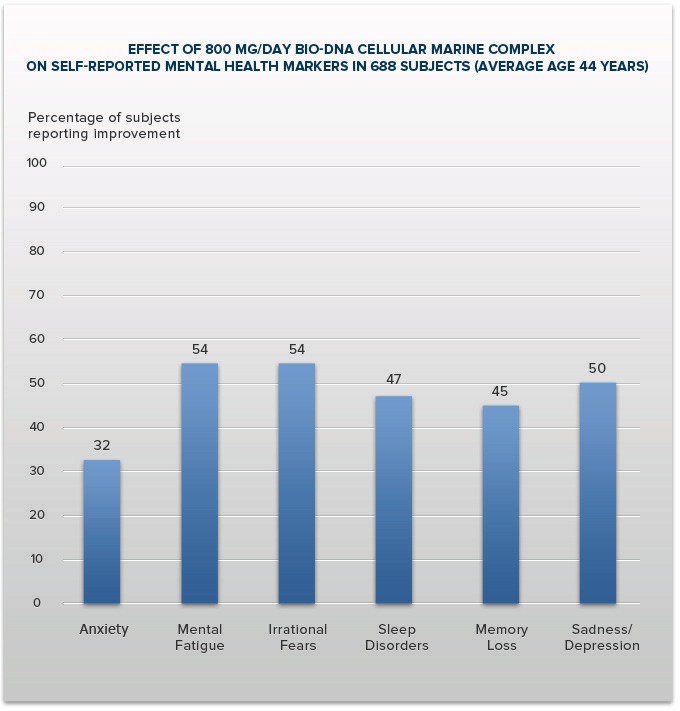 EFFECT OF 800 MG/DAY BIO-DNA CELLULAR MARINE COMPLEX
ON SELF-REPORTED MENTAL HEALTH MARKERS IN 688 SUBJECTS (AVERAGE AGE 44 YEARS)
Percentage of subjects
reporting improvement
100
90
80
70
60
50
40
30
20
10
0
32
54
54
47
45
50
Anxiety
Mental
Fatigue
Irrational
Fears
Sleep
Disorders
Memory
Loss
Sadness/
Depression